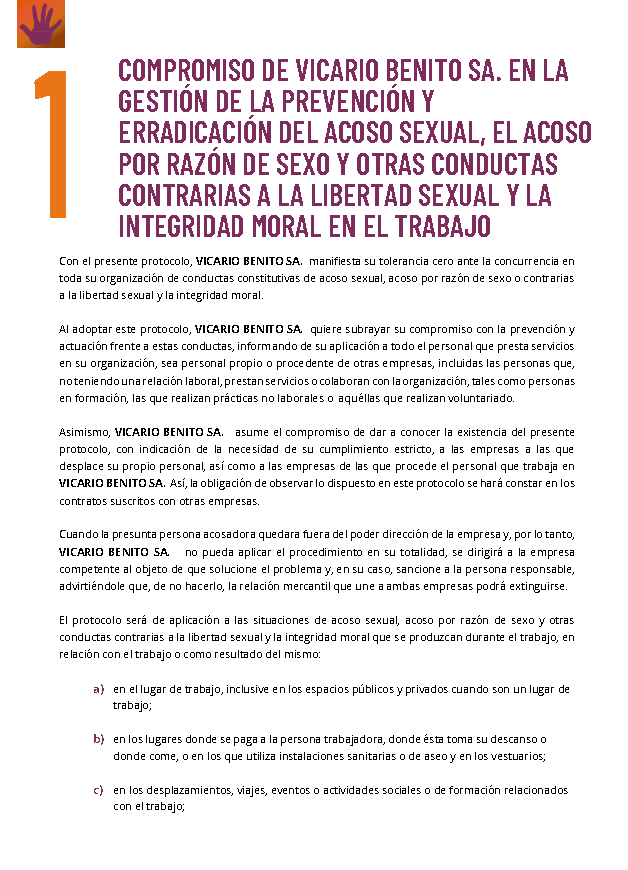 1
COMPROMISO DE VICARIO BENITO SA. EN LA
GESTIÓN DE LA PREVENCIÓN Y
ERRADICACIÓN DEL ACOSO SEXUAL, EL ACOSO
POR RAZÓN DE SEXO Y OTRAS CONDUCTAS
CONTRARIAS A LA LIBERTAD SEXUAL Y LA
INTEGRIDAD MORAL EN EL TRABAJO
Con el presente protocolo, VICARIO BENITO SA. manifiesta su tolerancia cero ante la concurrencia en
toda su organización de conductas constitutivas de acoso sexual, acoso por razón de sexo o contrarias
a la libertad sexual y la integridad moral.
Al adoptar este protocolo, VICARIO BENITO SA. quiere subrayar su compromiso con la prevención y
actuación frente a estas conductas, informando de su aplicación a todo el personal que presta servicios
en su organización, sea personal propio o procedente de otras empresas, incluidas las personas que,
no teniendo una relación laboral, prestan servicios o colaboran con la organización, tales como personas
en formación, las que realizan prácticas no laborales o aquéllas que realizan voluntariado.
Asimismo, VICARIO BENITO SA. asume el compromiso de dar a conocer la existencia del presente
protocolo, con indicación de la necesidad de su cumplimiento estricto, a las empresas a las que
desplace su propio personal, así como a las empresas de las que procede el personal que trabaja en
VICARIO BENITO SA. Así, la obligación de observar lo dispuesto en este protocolo se hará constar en los
contratos suscritos con otras empresas.
Cuando la presunta persona acosadora quedara fuera del poder dirección de la empresa y, por lo tanto,
VICARIO BENITO SA. no pueda aplicar el procedimiento en su totalidad, se dirigirá a la empresa
competente al objeto de que solucione el problema y, en su caso, sancione a la persona responsable,
advirtiéndole que, de no hacerlo, la relación mercantil que une a ambas empresas podrá extinguirse.
El protocolo será de aplicación a las situaciones de acoso sexual, acoso por razón de sexo y otras
conductas contrarias a la libertad sexual y la integridad moral que se produzcan durante el trabajo, en
relación con el trabajo o como resultado del mismo:
a) en el lugar de trabajo, inclusive en los espacios públicos y privados cuando son un lugar de
trabajo;
b) en los lugares donde se paga a la persona trabajadora, donde ésta toma su descanso o
donde come, o en los que utiliza instalaciones sanitarias o de aseo y en los vestuarios;
c) en los desplazamientos, viajes, eventos o actividades sociales o de formación relacionados
con el trabajo;